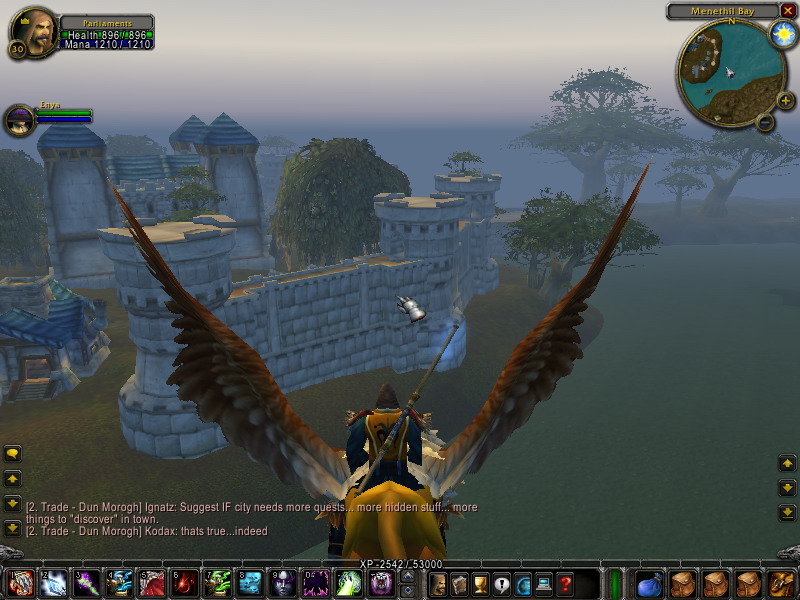 Parliaments
Health 896 / 896
30
Mana 1210 / 1210
Enya
Menethil Bay
N
[2. Trade - Dun Morogh] Ignatz: Suggest IF city needs more quests... more hidden stuff... more
things to "discover" in town.
[2. Trade - Dun Morogh] Kodax: thats true...indeed
XP -2542 / 53000